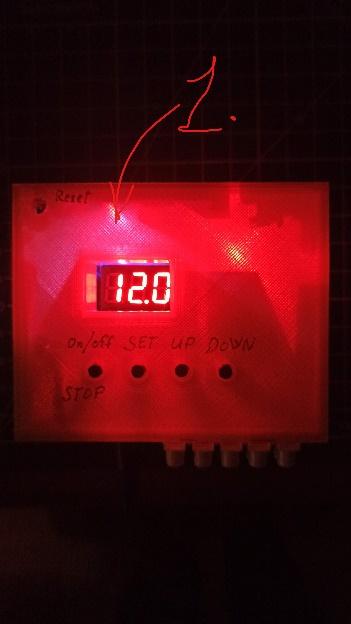 1.
Reset
12.0
On/off SET UP DOWN
STOP